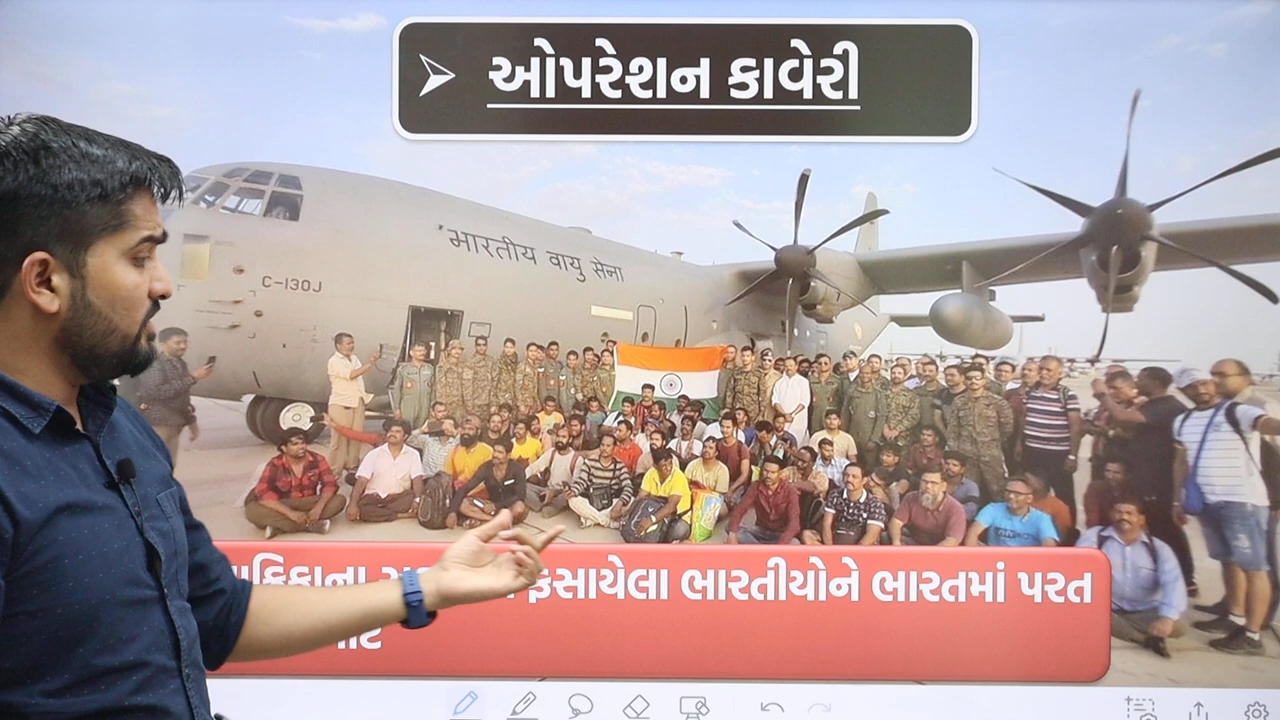 ઓપરેશન કાવેરી
भारतीय वायु सेना
C-130J
ફસાયેલા ભારતીયોને ભારતમાં પરત